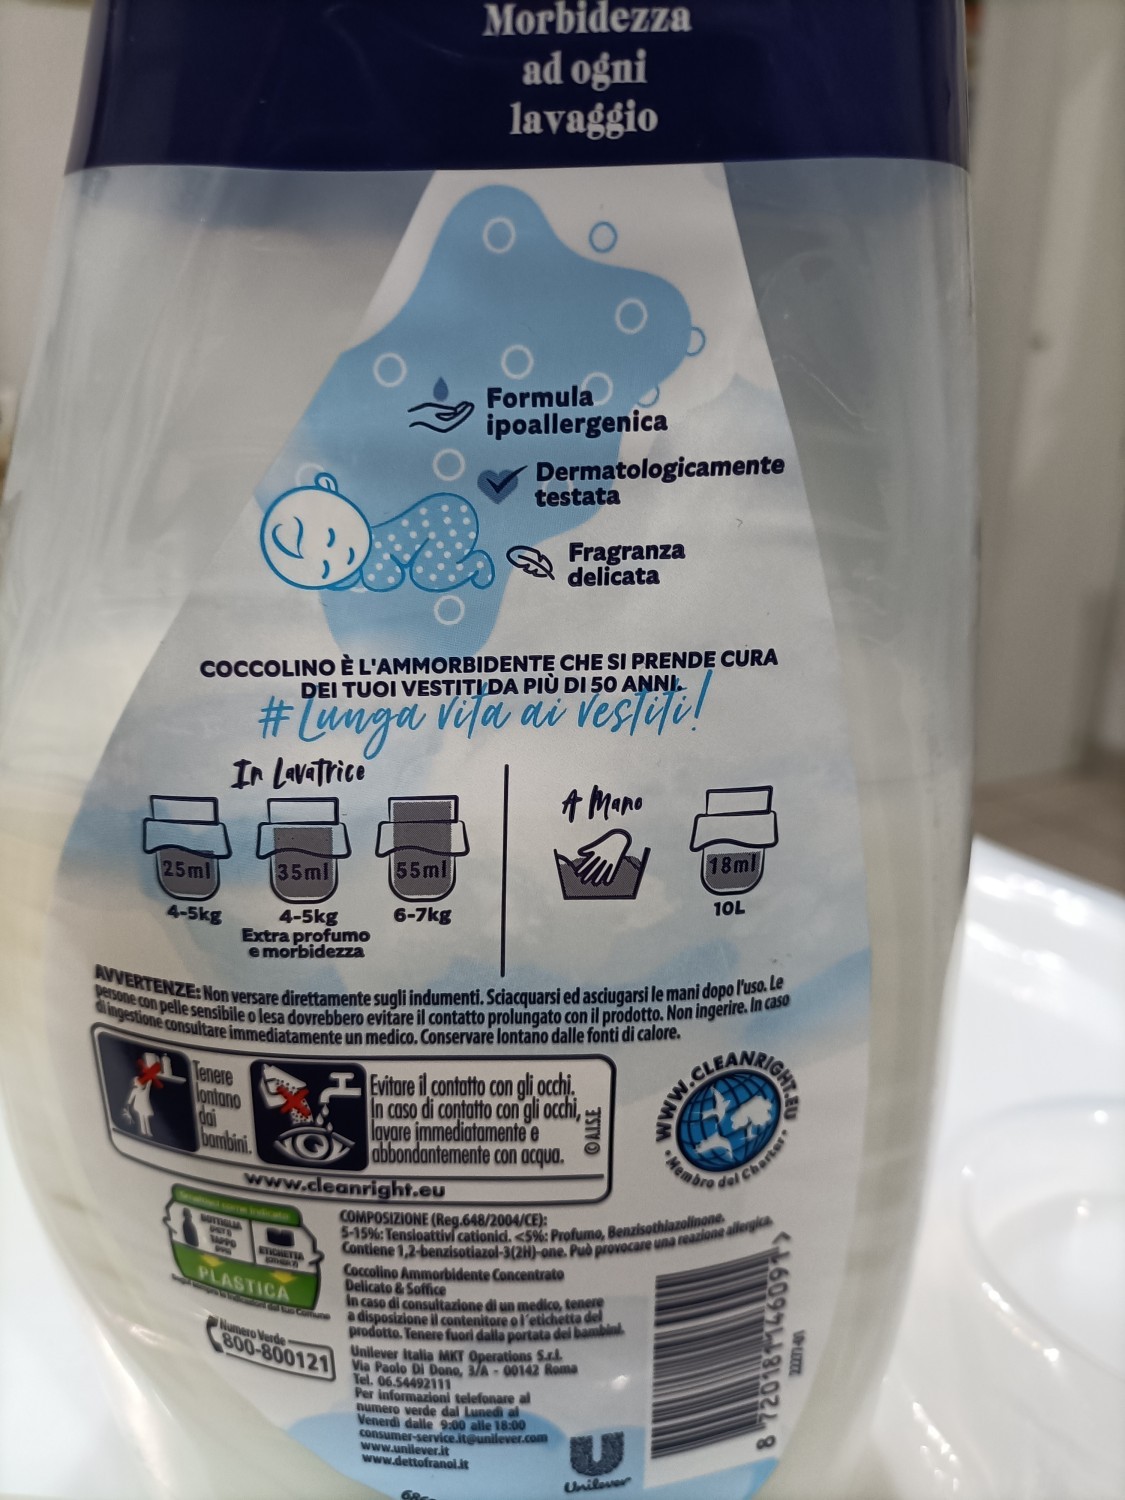 Morbidezza
ad ogni
lavaggio
Formula
ipoallergenica
Dermatologicamente
testata
Fragranza
delicata
COCCOLINO È L'AMMORBIDENTE CHE SI PRENDE CURA
DEI TUOI VESTITI DA PIÙ DI 50 ANNI.
#Lunga vita ai vestiti!
In Lavatrice
25ml
4-5kg
35ml
4-5kg
Extra profumo
e morbidezza
55ml
6-7kg
A Mano
18ml
10L
AVVERTENZE: Non versare direttamente sugli indumenti. Sciacquarsi ed asciugarsi le mani dopo l'uso. Le
persone con pelle sensibile o lesa dovrebbero evitare il contatto prolungato con il prodotto. Non ingerire. In caso
di ingestione consultare immediatamente un medico. Conservare lontano dalle fonti di calore.
Tenere
lontano
dai
bambini.
Evitare il contatto con gli occhi.
In caso di contatto con gli occhi,
lavare immediatamente e
abbondantemente con acqua.
©A.I.S.E.
www.cleanright.eu
WWW.CLEANRIGHT.EU
• Membro del Charter •
BOTTIGLIA
TAPPO
ETICHETTA
PLASTICA
Numero Verde
800-800121
COMPOSIZIONE (Reg.648/2004/CE):
5-15%: Tensioattivi cationici. <5%: Profumo, Benzisothiazolinone.
Contiene 1,2-benzisotiazol-3(2H)-one. Può provocare una reazione allergica.
Coccolino Ammorbidente Concentrato
Delicato & Soffice
In caso di consultazione di un medico, tenere
a disposizione il contenitore o l'etichetta del
prodotto. Tenere fuori dalla portata dei bambini.
Unilever Italia MKT Operations S.r.l.
Via Paolo Di Dono, 3/A - 00142 Roma
Tel. 06.54492111
Per informazioni telefonare al
numero verde dal Lunedì al
Venerdì dalle 9:00 alle 18:00
consumer-service.it@unilever.com
www.unilever.it
www.dettofranoi.it
Unilever
8 720181 146091 >